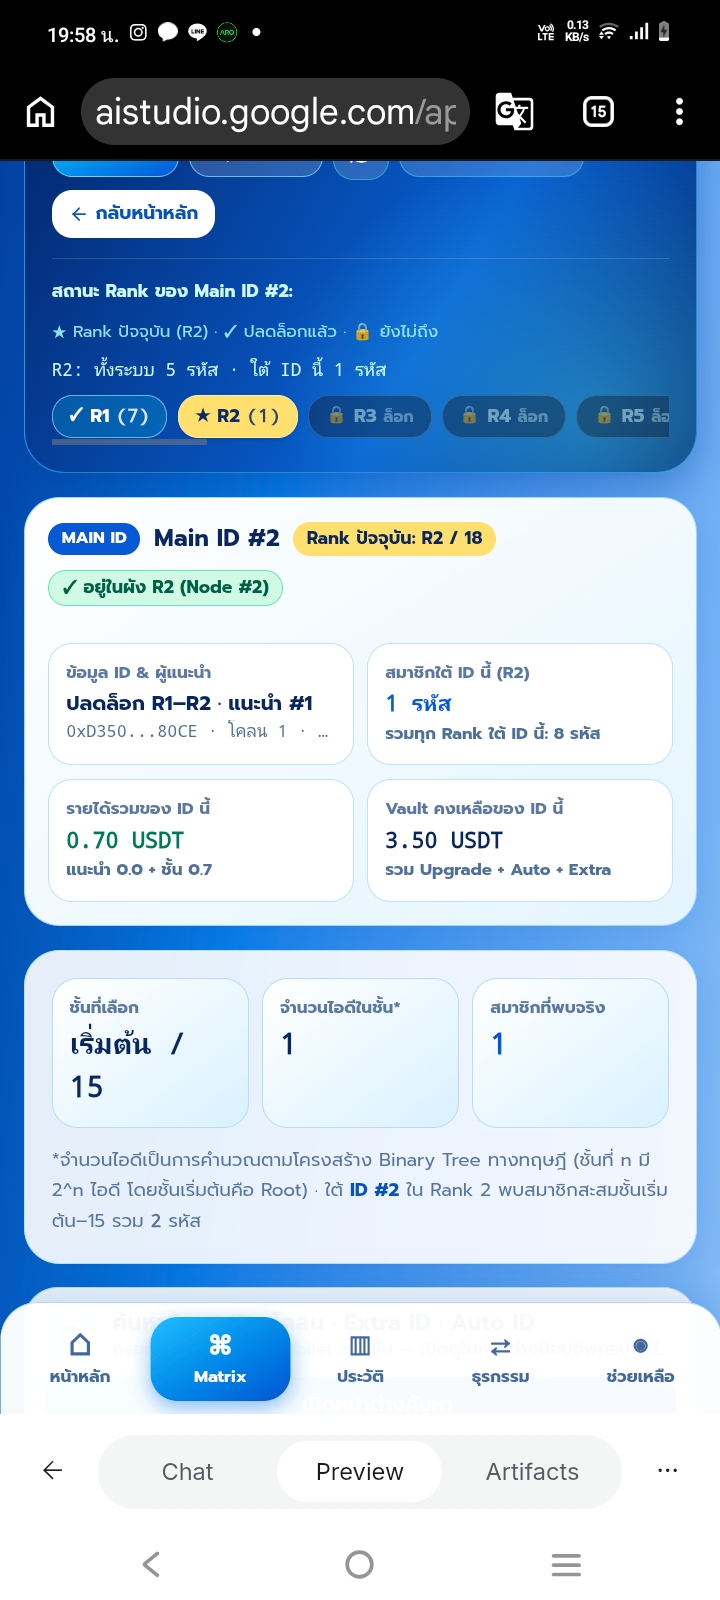 19:58 น.
LINE
ARO
Vo) LTE
0.13 KB/s
aistudio.google.com/ap
15
← กลับหน้าหลัก
สถานะ Rank ของ Main ID #2:
★ Rank ปัจจุบัน (R2) · ✓ ปลดล็อกแล้ว · 🔒 ยังไม่ถึง
R2: ทั้งระบบ 5 รหัส · ใต้ ID นี้ 1 รหัส
✓ R1 (7) ★ R2 (1) 🔒 R3 ล็อก 🔒 R4 ล็อก 🔒 R5 ล็อ
MAIN ID Main ID #2 Rank ปัจจุบัน: R2 / 18
✓ อยู่ในผัง R2 (Node #2)
ข้อมูล ID & ผู้แนะนำ
ปลดล็อก R1–R2 · แนะนำ #1
0xD350...80CE · โคลน 1 · …
สมาชิกใต้ ID นี้ (R2)
1 รหัส
รวมทุก Rank ใต้ ID นี้: 8 รหัส
รายได้รวมของ ID นี้
0.70 USDT
แนะนำ 0.0 + ชั้น 0.7
Vault คงเหลือของ ID นี้
3.50 USDT
รวม Upgrade + Auto + Extra
ชั้นที่เลือก
เริ่มต้น /
15
จำนวนไอดีในชั้น*
1
สมาชิกที่พบจริง
1
*จำนวนไอดีเป็นการคำนวณตามโครงสร้าง Binary Tree ทางทฤษฎี (ชั้นที่ n มี
2^n ไอดี โดยชั้นเริ่มต้นคือ Root) · ใต้ ID #2 ใน Rank 2 พบสมาชิกสะสมชั้นเริ่ม
ต้น–15 รวม 2 รหัส
· Extra ID · Auto ID
หน้าหลัก
Matrix
ประวัติ
ธุรกรรม
ช่วยเหลือ
Chat
Preview
Artifacts